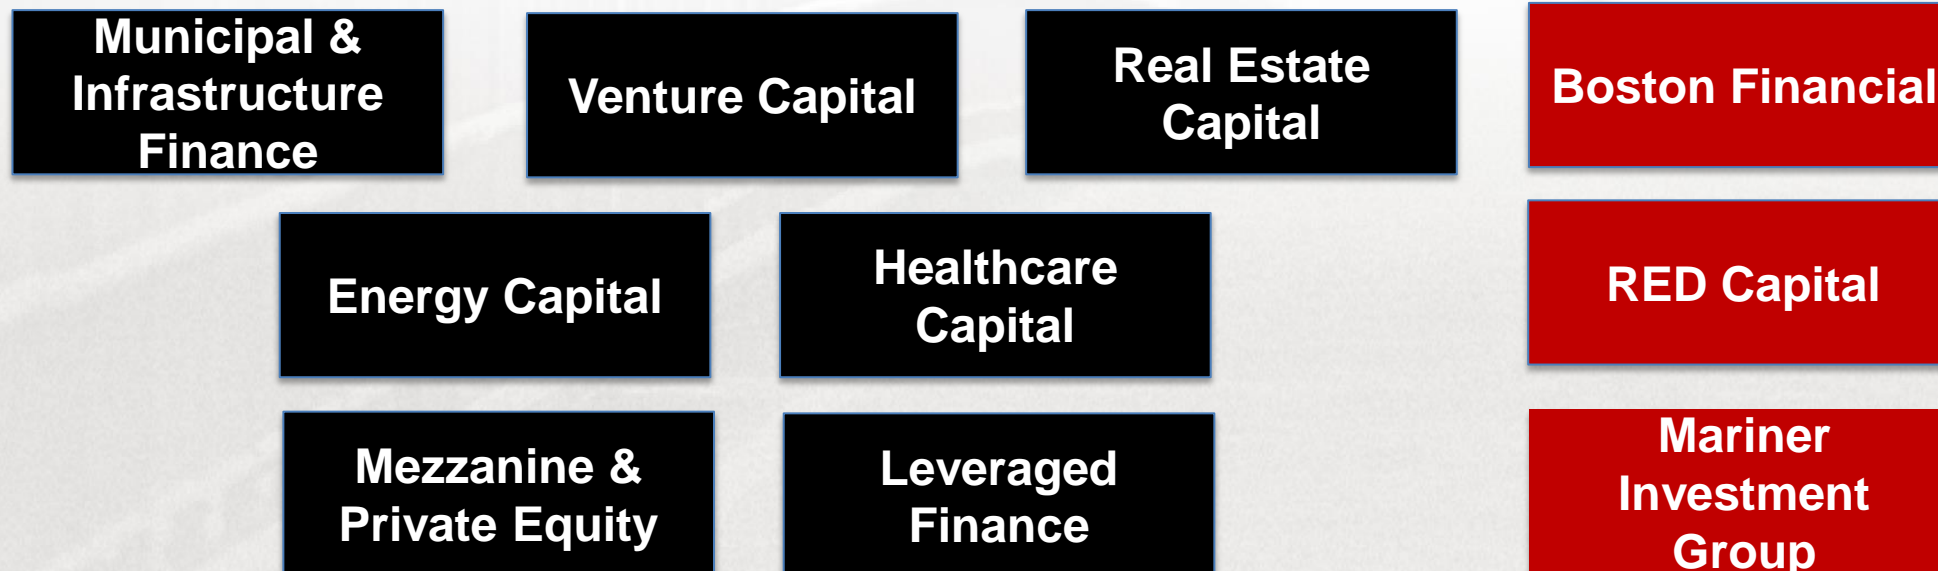 Municipal &
Infrastructure
Finance
Venture Capital
Real Estate
Capital
Boston Financial
Energy Capital
Healthcare
Capital
RED Capital
Mezzanine &
Private Equity
Leveraged
Finance
Mariner
Investment
Group